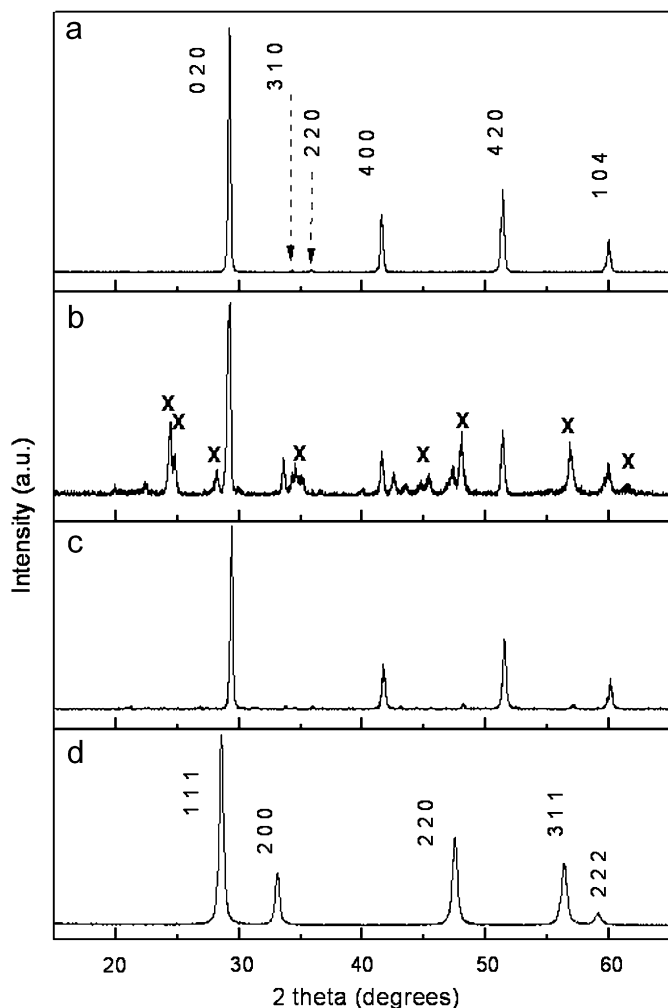 a
0 2 0
3 1 0
2 2 0
4 0 0
4 2 0
1 0 4
b
X
X
X
X
X
X
X
X
c
d
1 1 1
2 0 0
2 2 0
3 1 1
2 2 2
Intensity (a.u.)
20
30
40
50
60
2 theta (degrees)